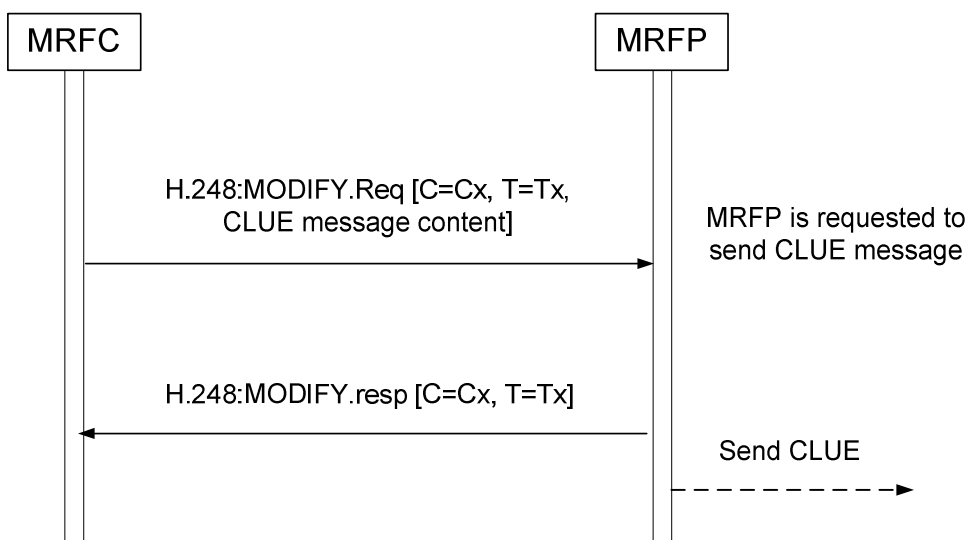 MRFC
MRFP
H.248:MODIFY.Req [C=Cx, T=Tx,
CLUE message content]
MRFP is requested to
send CLUE message
H.248:MODIFY.resp [C=Cx, T=Tx]
Send CLUE